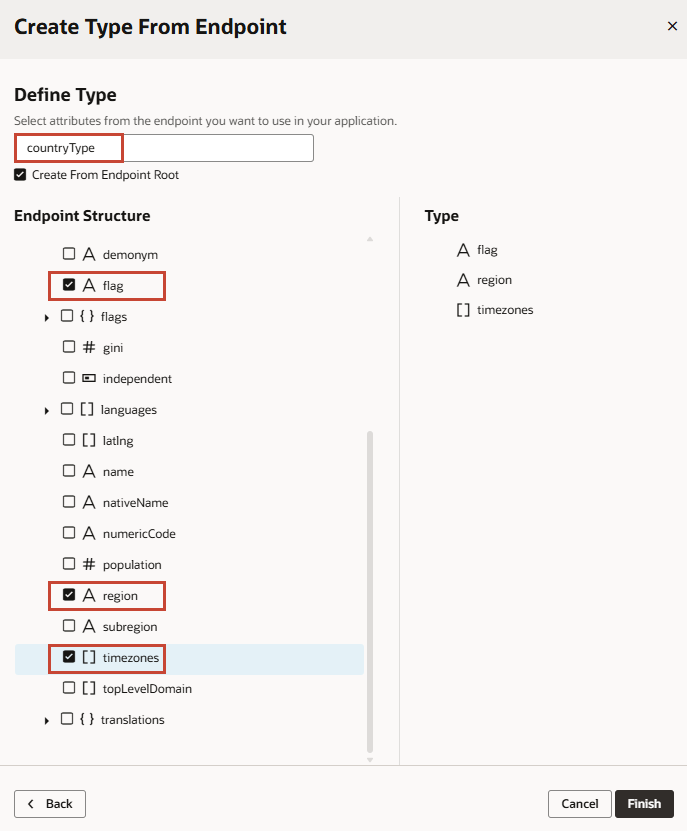 Create Type From Endpoint
Define Type
Select attributes from the endpoint you want to use in your application.
countryType
Create From Endpoint Root
Endpoint Structure
demonym
flag
flags
gini
independent
languages
latlng
name
nativeName
numericCode
population
region
subregion
timezones
topLevelDomain
translations
Type
flag
region
timezones
Back
Cancel
Finish